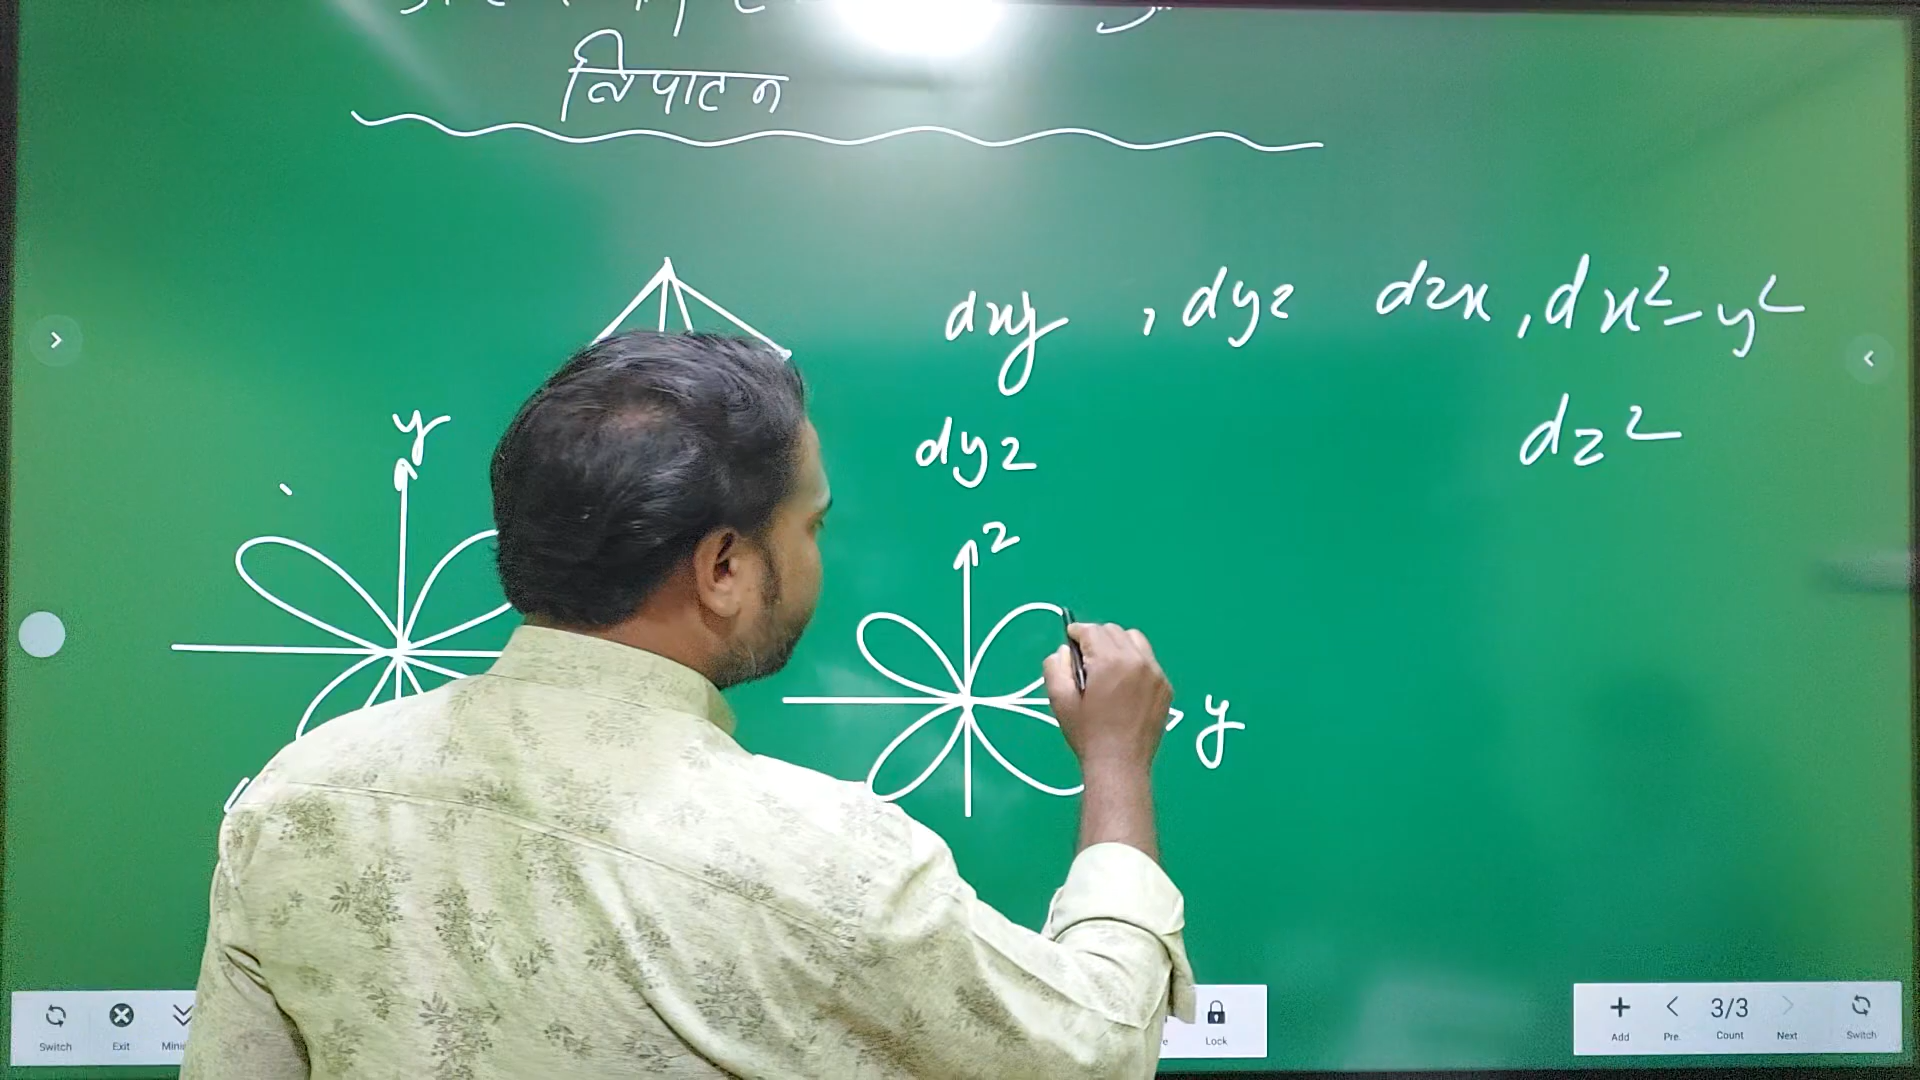 विपाटन
dxy , dyz dzx , dx²-y²
dyz dz²
y
z
y
Switch Exit
Lock
Add Pre. 3/3 Count Next Switch